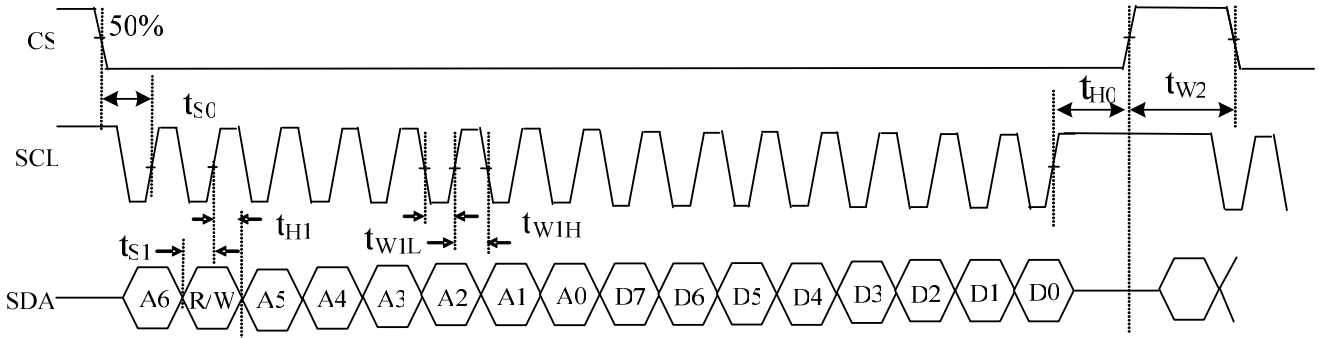 50%
CS
tS0
tH0
tW2
SCL
tH1
tW1L
tW1H
tS1
SDA
A6 R/W A5 A4 A3 A2 A1 A0 D7 D6 D5 D4 D3 D2 D1 D0